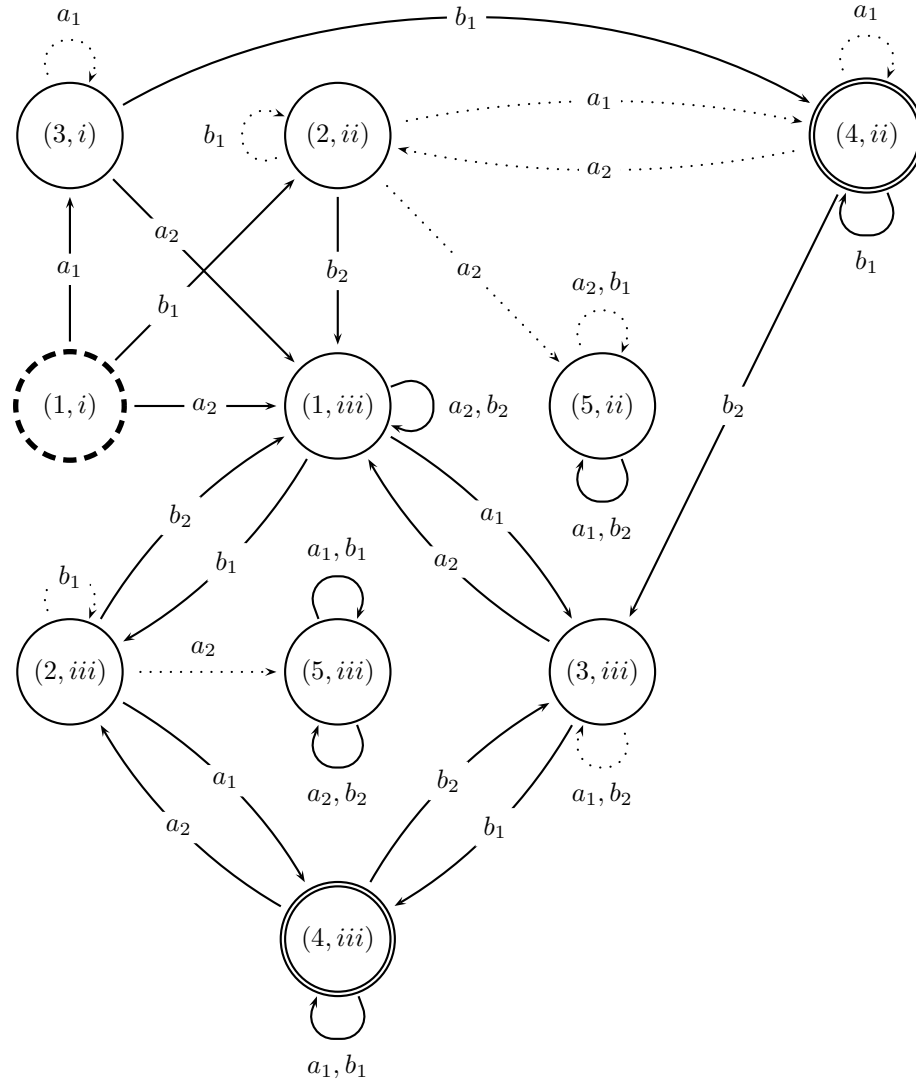 a₁
b₁
a₁
(3, i)
b₁
(2, ii)
a₁
a₂
(4, ii)
a₂
b₂
a₂
b₁
a₁
b₁
a₂, b₁
(1, i)
a₂
(1, iii)
a₂, b₂
(5, ii)
b₂
b₂
b₁
a₁
a₂
a₁, b₂
b₁
a₁, b₁
(2, iii)
a₂
(5, iii)
(3, iii)
a₁
a₂
a₂, b₂
b₂
b₁
a₁, b₂
(4, iii)
a₁, b₁